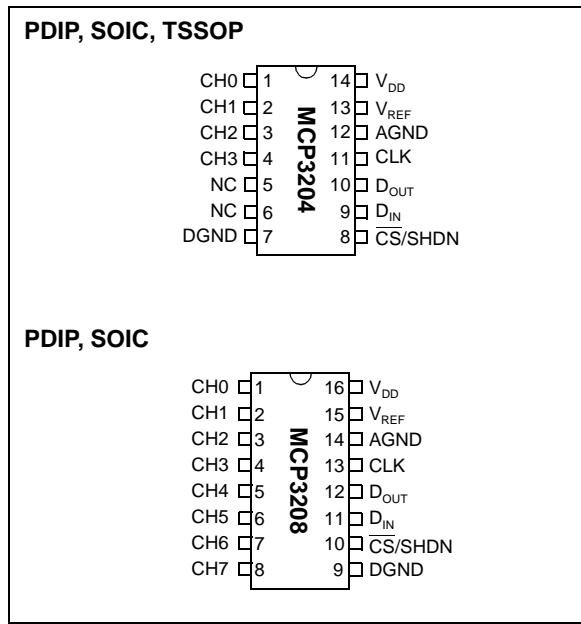 PDIP, SOIC, TSSOP
CH0 1 14 VDD
CH1 2 13 VREF
CH2 3 12 AGND
CH3 4 11 CLK
NC 5 10 DOUT
NC 6 9 DIN
DGND 7 8 CS/SHDN
MCP3204
PDIP, SOIC
CH0 1 16 VDD
CH1 2 15 VREF
CH2 3 14 AGND
CH3 4 13 CLK
CH4 5 12 DOUT
CH5 6 11 DIN
CH6 7 10 CS/SHDN
CH7 8 9 DGND
MCP3208